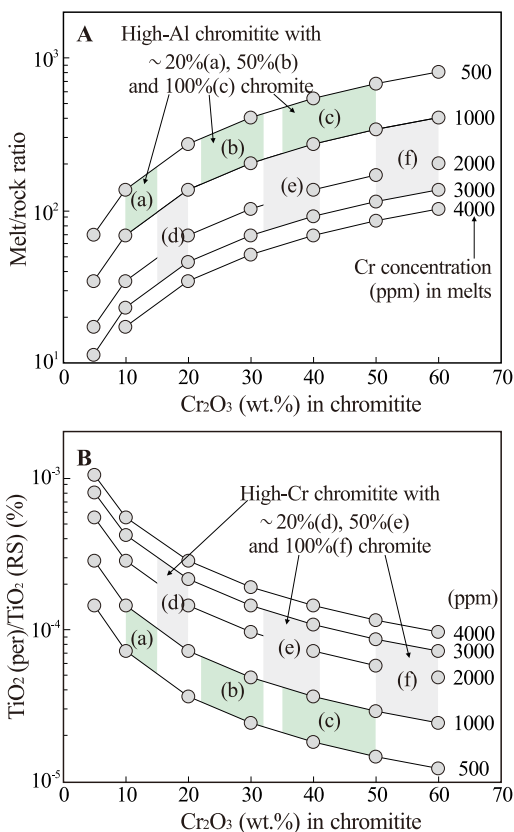 A
High-Al chromitite with
~ 20%(a), 50%(b)
and 100%(c) chromite
10³
10²
10¹
Melt/rock ratio
500
1000
2000
3000
4000
(a)
(b)
(c)
(d)
(e)
(f)
Cr concentration
(ppm) in melts
0 10 20 30 40 50 60 70
Cr₂O₃ (wt.%) in chromitite
B
High-Cr chromitite with
~ 20%(d), 50%(e)
and 100%(f) chromite
10⁻³
10⁻⁴
10⁻⁵
TiO₂ (per)/TiO₂ (RS) (%)
(ppm)
4000
3000
2000
1000
500
(a)
(b)
(c)
(d)
(e)
(f)
0 10 20 30 40 50 60 70
Cr₂O₃ (wt.%) in chromitite